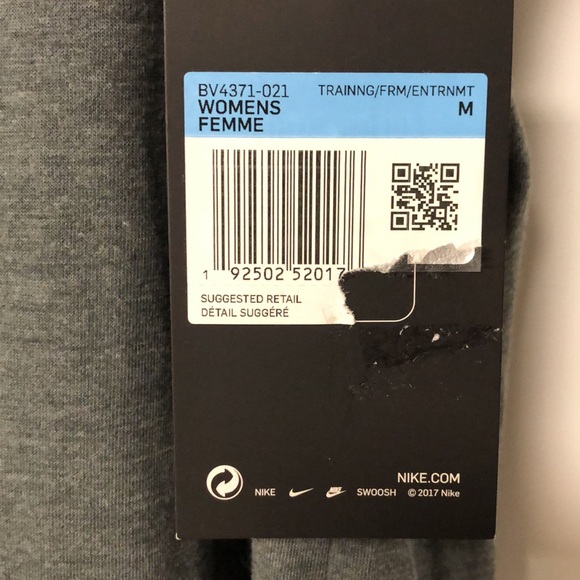 BV4371-021 TRAINNG/FRM/ENTRNMT
WOMENS M
FEMME
1 92502 52017
SUGGESTED RETAIL
DÉTAIL SUGGÉRÉ
NIKE.COM
NIKE SWOOSH © 2017 Nike